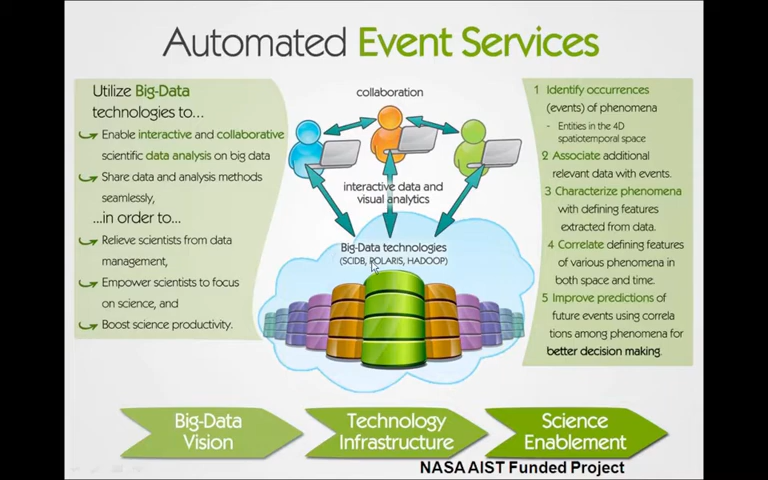 Automated Event Services
Utilize Big-Data
technologies to...
Enable interactive and collaborative
scientific data analysis on big data
Share data and analysis methods
seamlessly,
...in order to...
Relieve scientists from data
management,
Empower scientists to focus
on science, and
Boost science productivity.
collaboration
interactive data and
visual analytics
Big-Data technologies
(SCIDB, POLARIS, HADOOP)
1 Identify occurrences
(events) of phenomena
- Entities in the 4D
spatiotemporal space
2 Associate additional
relevant data with events.
3 Characterize phenomena
with defining features
extracted from data.
4 Correlate defining features
of various phenomena in
both space and time.
5 Improve predictions of
future events using correla
tions among phenomena for
better decision making.
Big-Data
Vision
Technology
Infrastructure
Science
Enablement
NASA AIST Funded Project